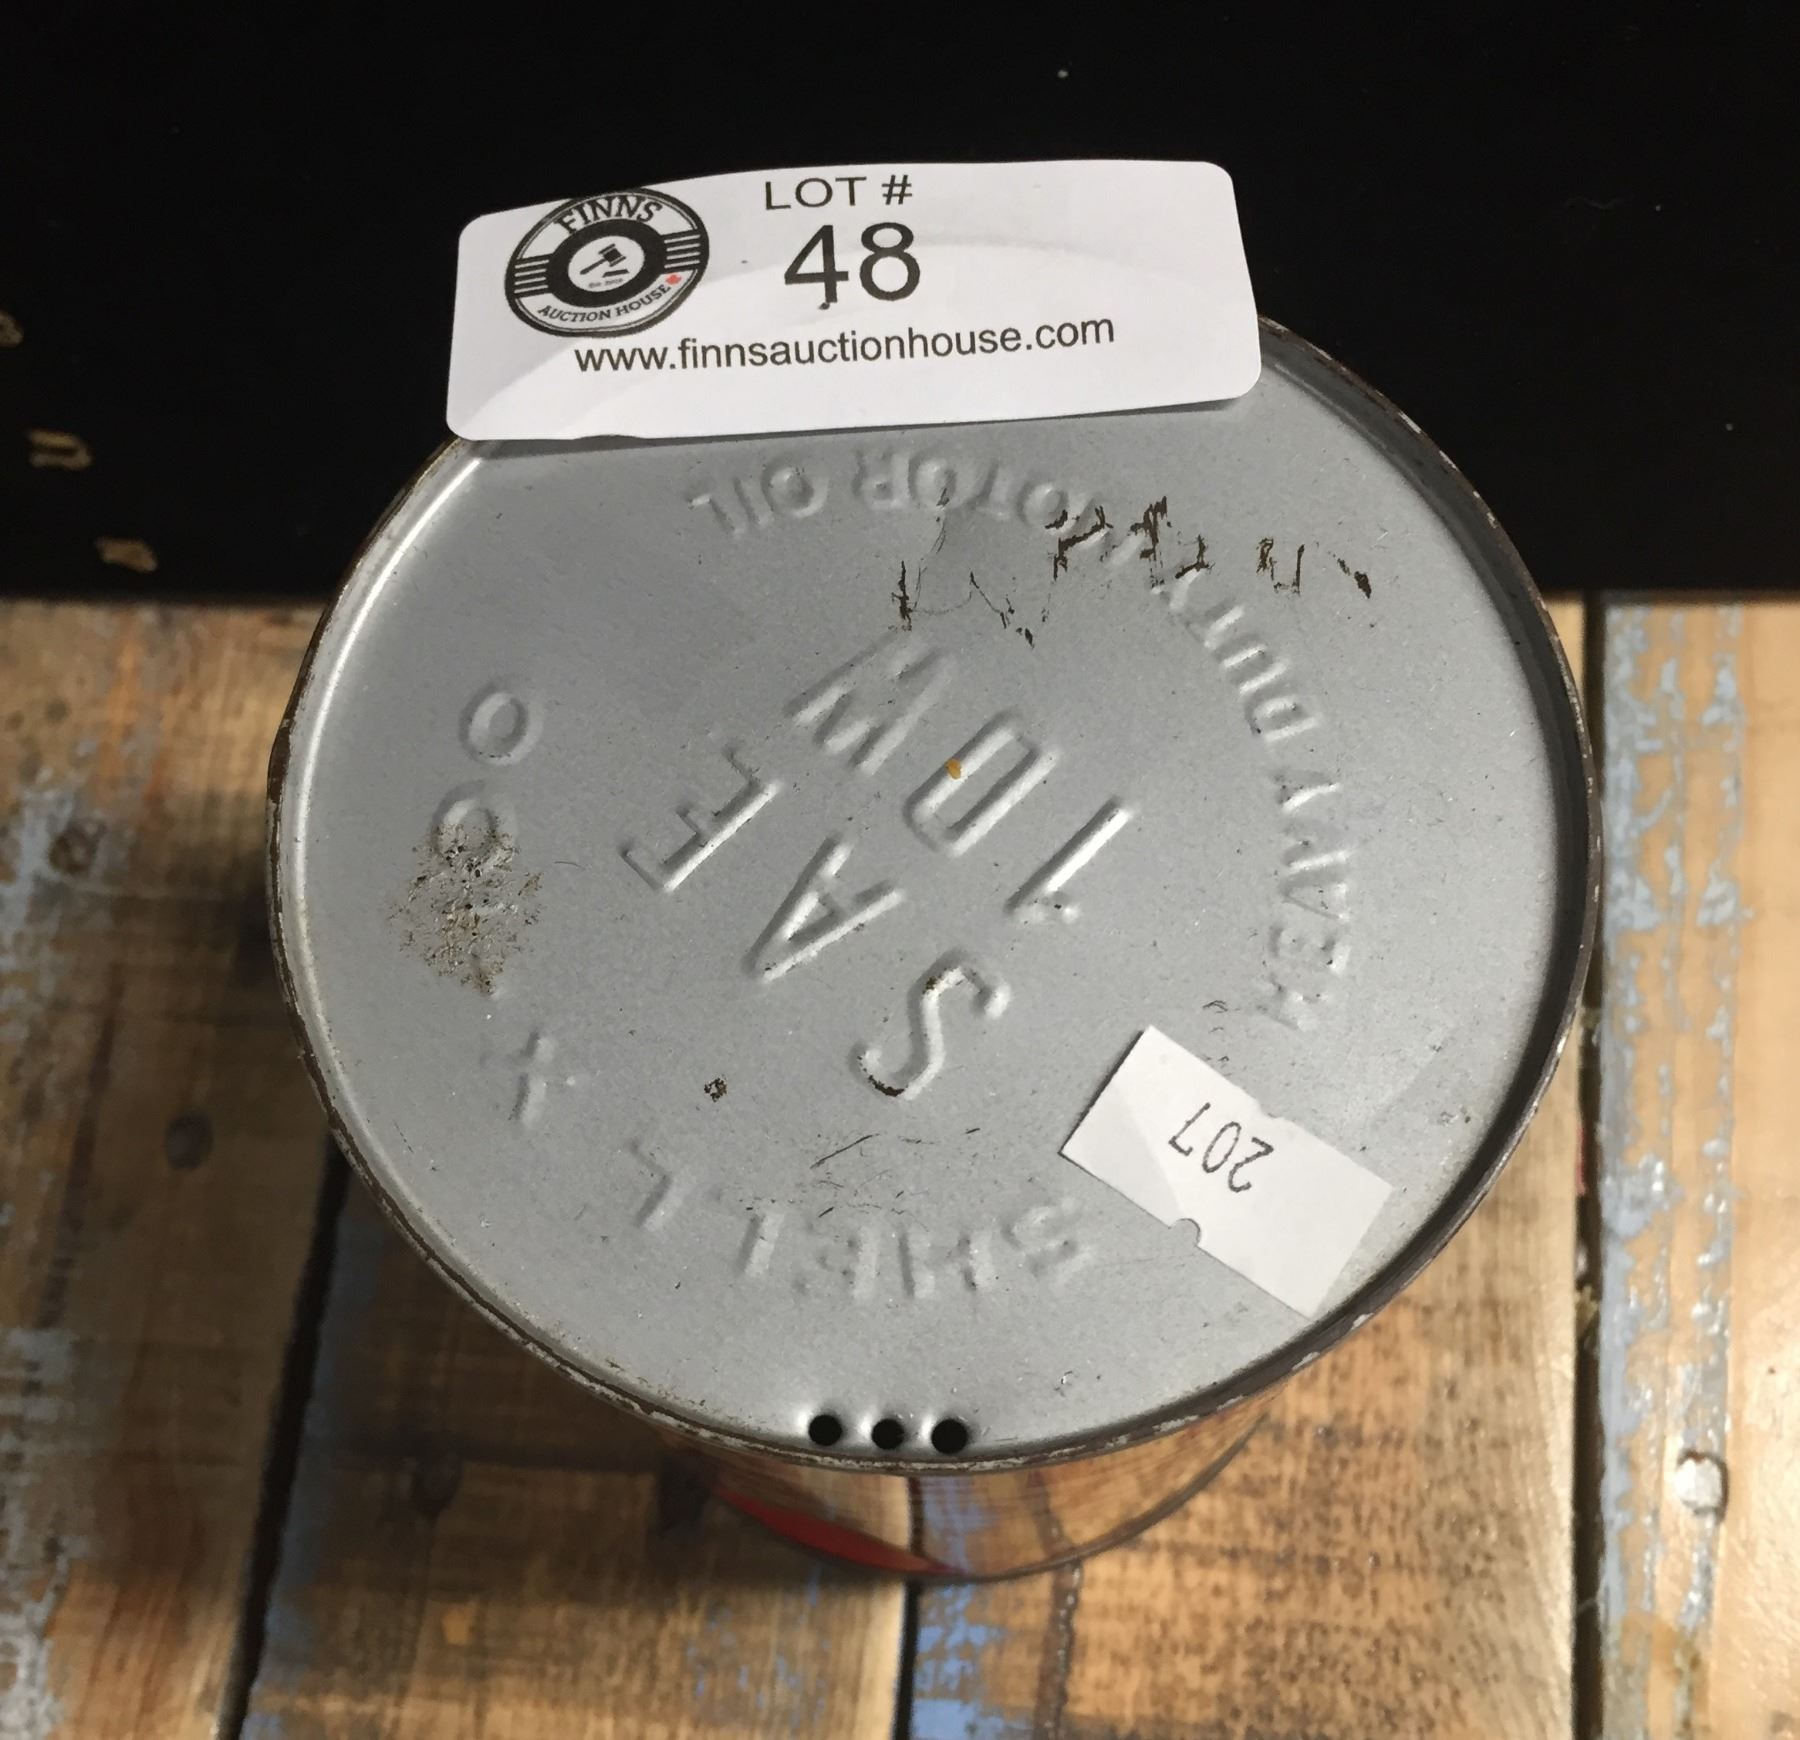 FINNS
AUCTION HOUSE
LOT #
48
www.finnsauctionhouse.com
SHELL X-100
HEAVY DUTY MOTOR OIL
SAE
10W
207